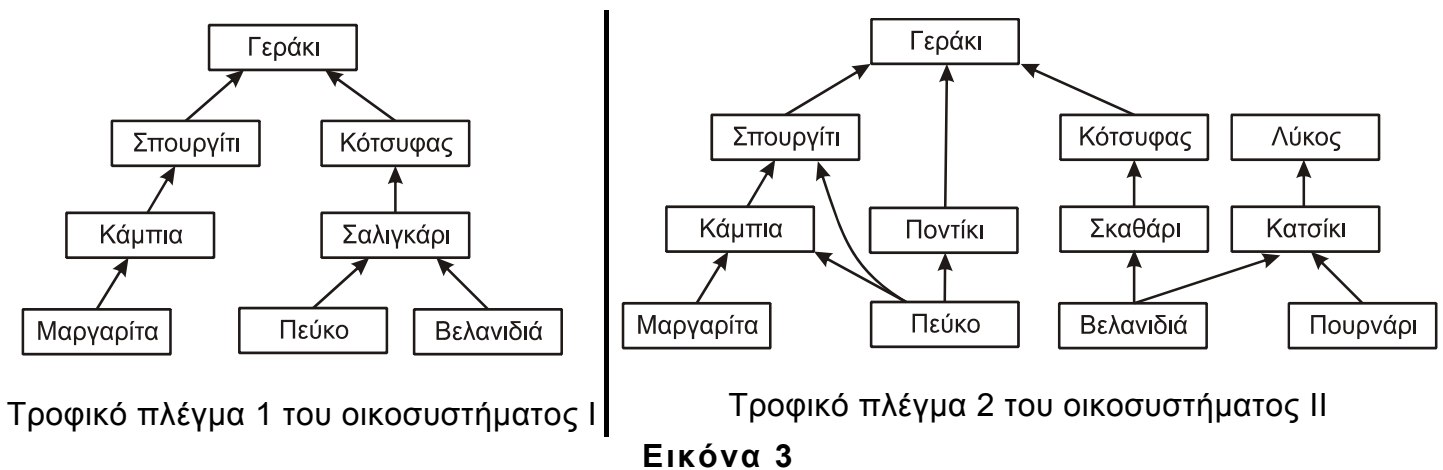 Γεράκι
Σπουργίτι Κότσυφας
Κάμπια Σαλιγκάρι
Μαργαρίτα Πεύκο Βελανιδιά
Τροφικό πλέγμα 1 του οικοσυστήματος Ι
Γεράκι
Σπουργίτι Κότσυφας Λύκος
Κάμπια Ποντίκι Σκαθάρι Κατσίκι
Μαργαρίτα Πεύκο Βελανιδιά Πουρνάρι
Τροφικό πλέγμα 2 του οικοσυστήματος ΙΙ
Εικόνα 3